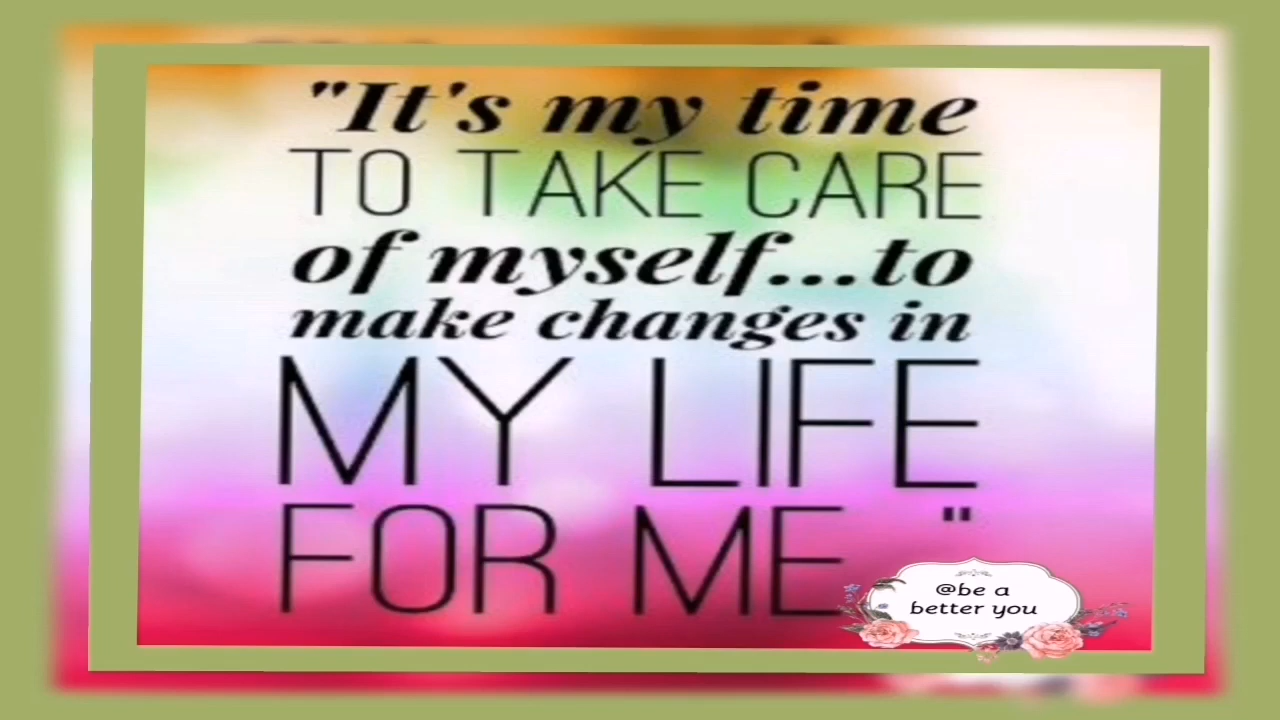 "It's my time
TO TAKE CARE
of myself...to
make changes in
MY LIFE
FOR ME "
@be a
better you